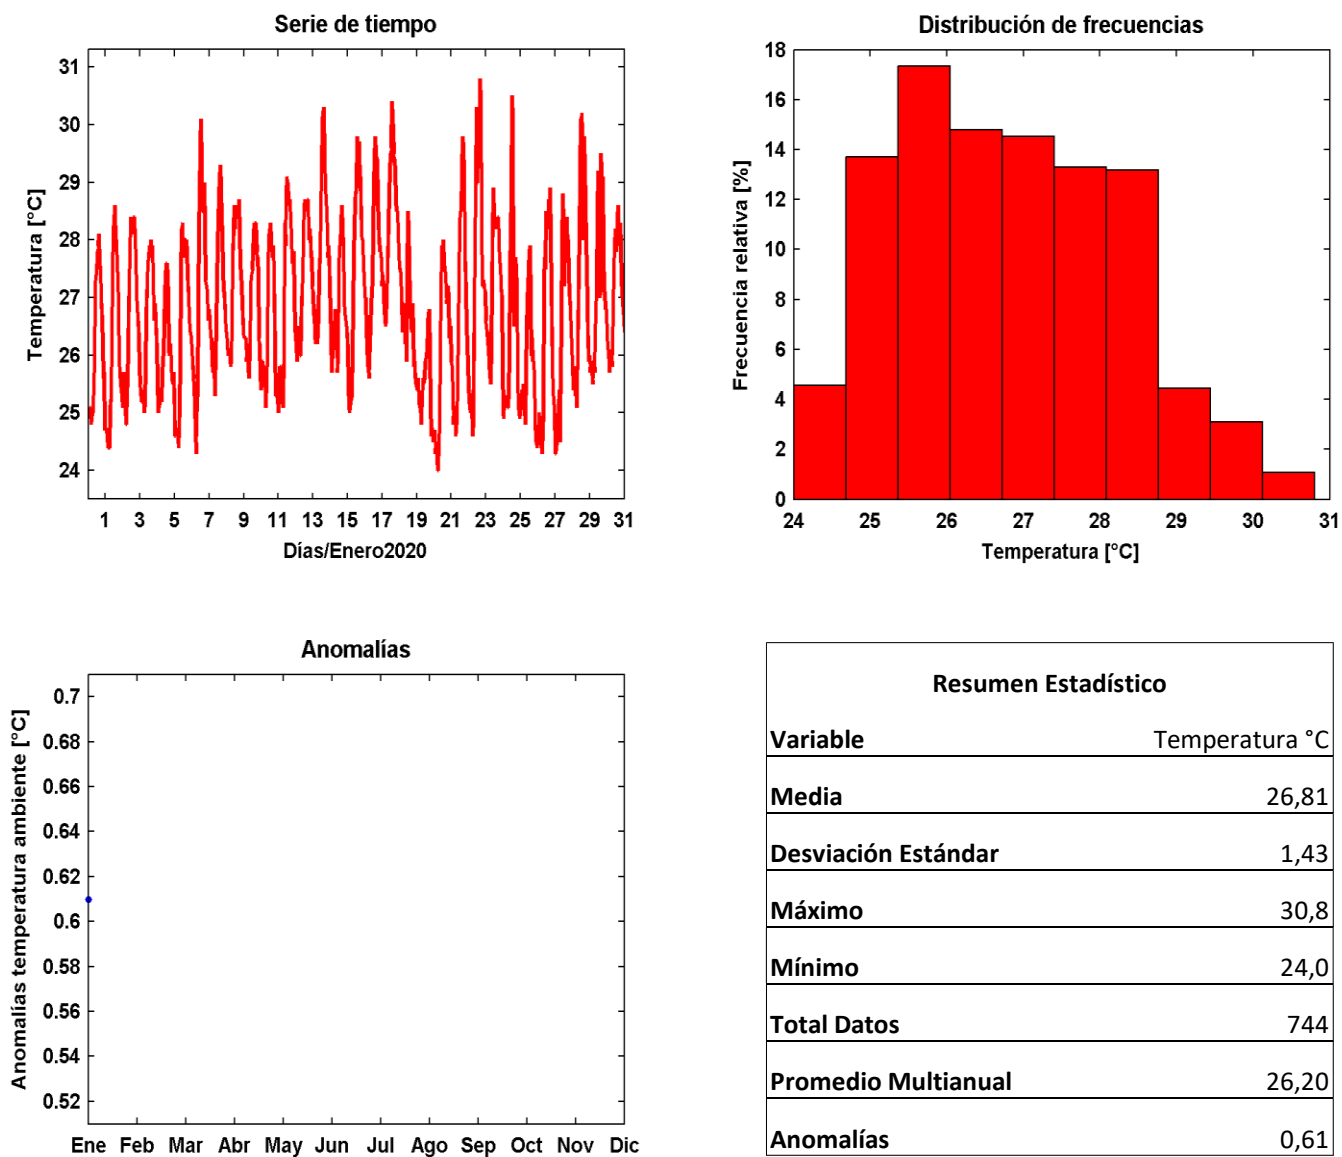 Serie de tiempo
31
30
29
28
27
26
25
24
Temperatura [°C]
1 3 5 7 9 11 13 15 17 19 21 23 25 27 29 31
Días/Enero2020
Distribución de frecuencias
18
16
14
12
10
8
6
4
2
0
Frecuencia relativa [%]
24 25 26 27 28 29 30 31
Temperatura [°C]
Anomalías
0.7
0.68
0.66
0.64
0.62
0.6
0.58
0.56
0.54
0.52
Anomalías temperatura ambiente [°C]
Ene Feb Mar Abr May Jun Jul Ago Sep Oct Nov Dic
Resumen Estadístico
Variable Temperatura °C
Media 26,81
Desviación Estándar 1,43
Máximo 30,8
Mínimo 24,0
Total Datos 744
Promedio Multianual 26,20
Anomalías 0,61